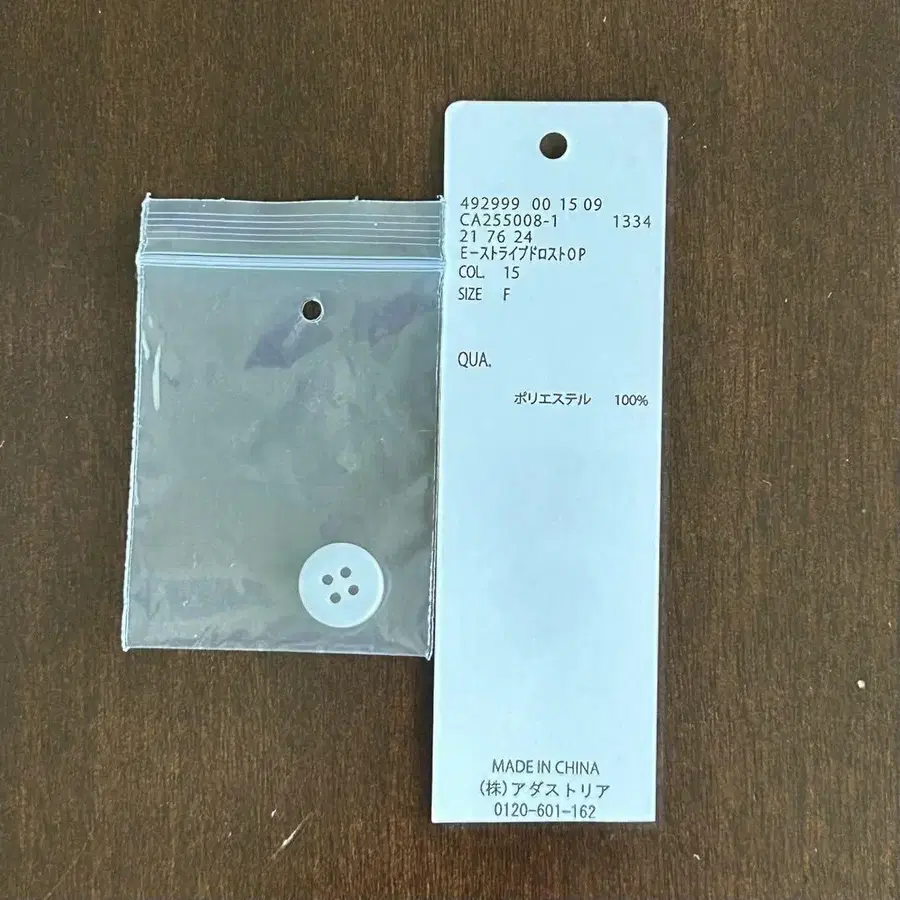 492999 00 15 09
CA255008-1 1334
21 76 24
EーストライプドロストOP
COL. 15
SIZE F
QUA.
ポリエステル 100%
MADE IN CHINA
(株)アダストリア
0120-601-162